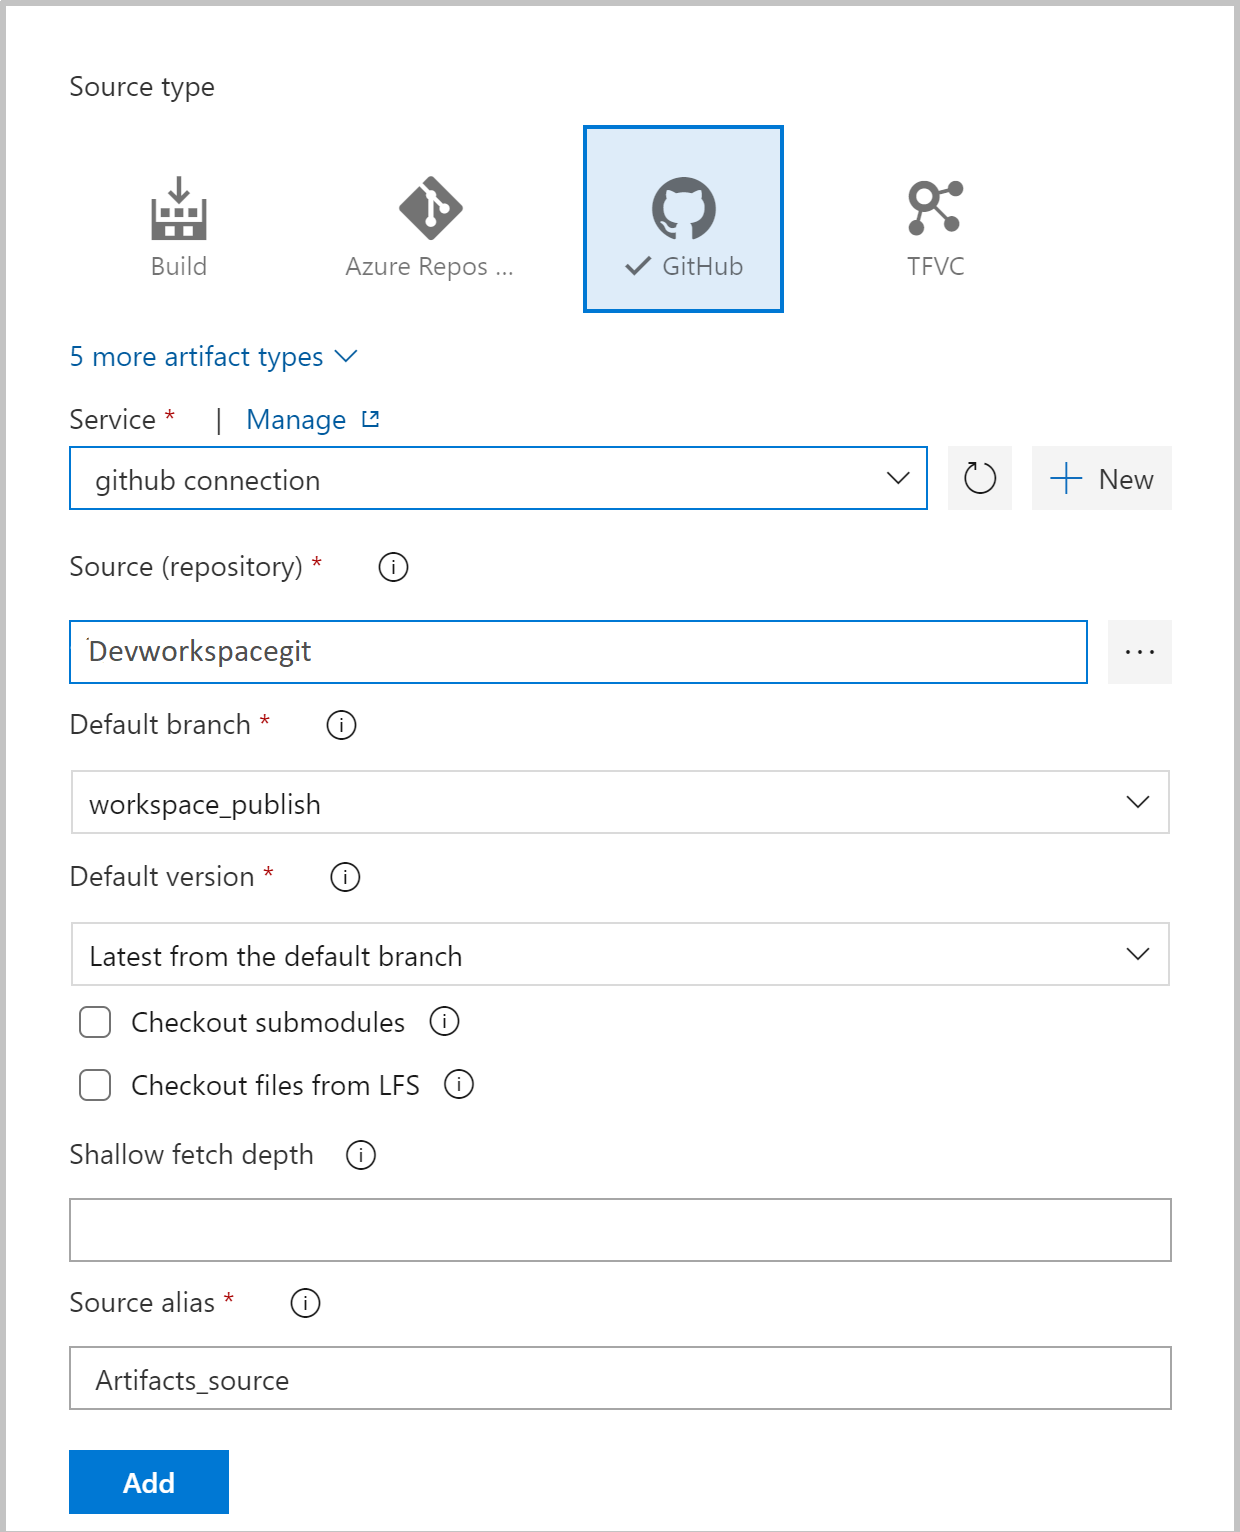 Source type
Build
Azure Repos ...
GitHub
TFVC
5 more artifact types
Service * | Manage
github connection
New
Source (repository) *
Devworkspacegit
...
Default branch *
workspace_publish
Default version *
Latest from the default branch
Checkout submodules
Checkout files from LFS
Shallow fetch depth
Source alias *
Artifacts_source
Add